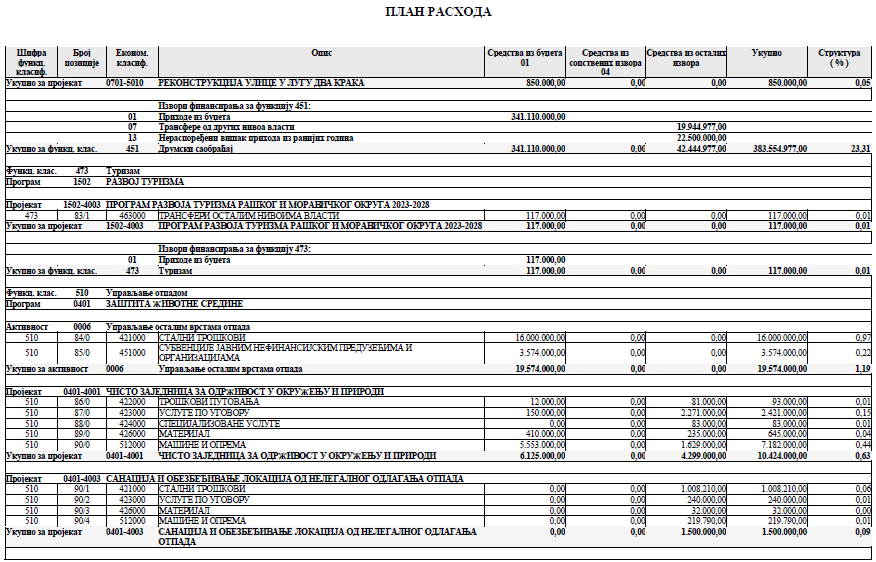 ПЛАН РАСХОДА
Шифра функц. класиф. Број позиције Економ. класиф. Опис Средства из буџета 01 Средства из сопствених извора 04 Средства из осталих извора Укупно Структура ( % )
Укупно за пројекат 0701-5010 РЕКОНСТРУКЦИЈА УЛИЦЕ У ЛУГУ ДВА КРАКА 850.000,00 0,00 0,00 850.000,00 0,05
Извори финансирања за функцију 451:
01 Приходе из буџета 341.110.000,00
07 Трансфере од других нивоа власти 19.944.977,00
13 Нераспоређени вишак прихода из ранијих година 22.500.000,00
Укупно за функц. клас. 451 Друмски саобраћај 341.110.000,00 0,00 42.444.977,00 383.554.977,00 23,31
Функц. клас. 473 Туризам
Програм 1502 РАЗВОЈ ТУРИЗМА
Пројекат 1502-4003 ПРОГРАМ РАЗВОЈА ТУРИЗМА РАШКОГ И МОРАВИЧКОГ ОКРУГА 2023-2028
473 83/1 463000 ТРАНСФЕРИ ОСТАЛИМ НИВОИМА ВЛАСТИ 117.000,00 0,00 0,00 117.000,00 0,01
Укупно за пројекат 1502-4003 ПРОГРАМ РАЗВОЈА ТУРИЗМА РАШКОГ И МОРАВИЧКОГ ОКРУГА 2023-2028 117.000,00 0,00 0,00 117.000,00 0,01
Извори финансирања за функцију 473:
01 Приходе из буџета 117.000,00
Укупно за функц. клас. 473 Туризам 117.000,00 0,00 0,00 117.000,00 0,01
Функц. клас. 510 Управљање отпадом
Програм 0401 ЗАШТИТА ЖИВОТНЕ СРЕДИНЕ
Активност 0006 Управљање осталим врстама отпада
510 84/0 421000 СТАЛНИ ТРОШКОВИ 16.000.000,00 0,00 0,00 16.000.000,00 0,97
510 85/0 451000 СУБВЕНЦИЈЕ ЈАВНИМ НЕФИНАНСИЈСКИМ ПРЕДУЗЕЋИМА И ОРГАНИЗАЦИЈАМА 3.574.000,00 0,00 0,00 3.574.000,00 0,22
Укупно за активност 0006 Управљање осталим врстама отпада 19.574.000,00 0,00 0,00 19.574.000,00 1,19
Пројекат 0401-4001 ЧИСТО ЗАЈЕДНИЦА ЗА ОДРЖИВОСТ У ОКРУЖЕЊУ И ПРИРОДИ
510 86/0 422000 ТРОШКОВИ ПУТОВАЊА 12.000,00 0,00 81.000,00 93.000,00 0,01
510 87/0 423000 УСЛУГЕ ПО УГОВОРУ 150.000,00 0,00 2.271.000,00 2.421.000,00 0,15
510 88/0 424000 СПЕЦИЈАЛИЗОВАНЕ УСЛУГЕ 0,00 0,00 83.000,00 83.000,00 0,01
510 89/0 426000 МАТЕРИЈАЛ 410.000,00 0,00 235.000,00 645.000,00 0,04
510 90/0 512000 МАШИНЕ И ОПРЕМА 5.553.000,00 0,00 1.629.000,00 7.182.000,00 0,44
Укупно за пројекат 0401-4001 ЧИСТО ЗАЈЕДНИЦА ЗА ОДРЖИВОСТ У ОКРУЖЕЊУ И ПРИРОДИ 6.125.000,00 0,00 4.299.000,00 10.424.000,00 0,63
Пројекат 0401-4003 САНАЦИЈА И ОБЕЗБЕЂИВАЊЕ ЛОКАЦИЈА ОД НЕЛЕГАЛНОГ ОДЛАГАЊА ОТПАДА
510 90/1 421000 СТАЛНИ ТРОШКОВИ 0,00 0,00 1.008.210,00 1.008.210,00 0,06
510 90/2 423000 УСЛУГЕ ПО УГОВОРУ 0,00 0,00 240.000,00 240.000,00 0,01
510 90/3 426000 МАТЕРИЈАЛ 0,00 0,00 32.000,00 32.000,00 0,00
510 90/4 512000 МАШИНЕ И ОПРЕМА 0,00 0,00 219.790,00 219.790,00 0,01
Укупно за пројекат 0401-4003 САНАЦИЈА И ОБЕЗБЕЂИВАЊЕ ЛОКАЦИЈА ОД НЕЛЕГАЛНОГ ОДЛАГАЊА ОТПАДА 0,00 0,00 1.500.000,00 1.500.000,00 0,09